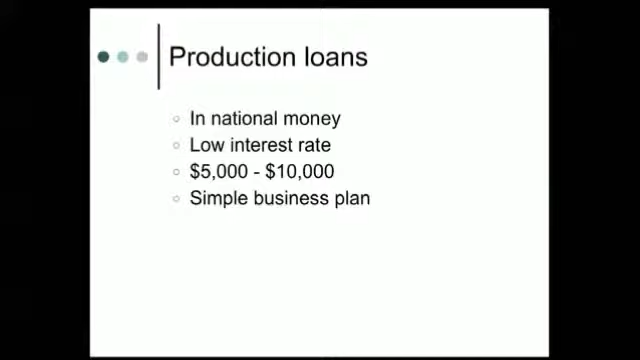 Production loans
In national money
Low interest rate
$5,000 - $10,000
Simple business plan